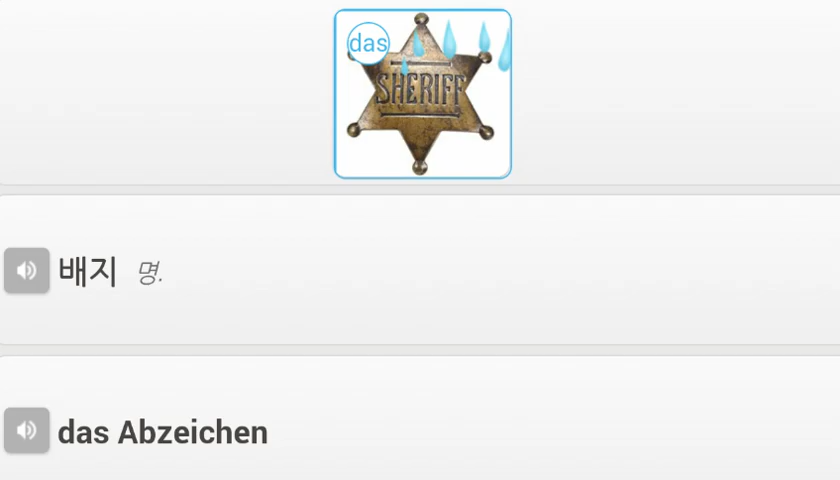 das
SHERIFF
배지 명.
das Abzeichen